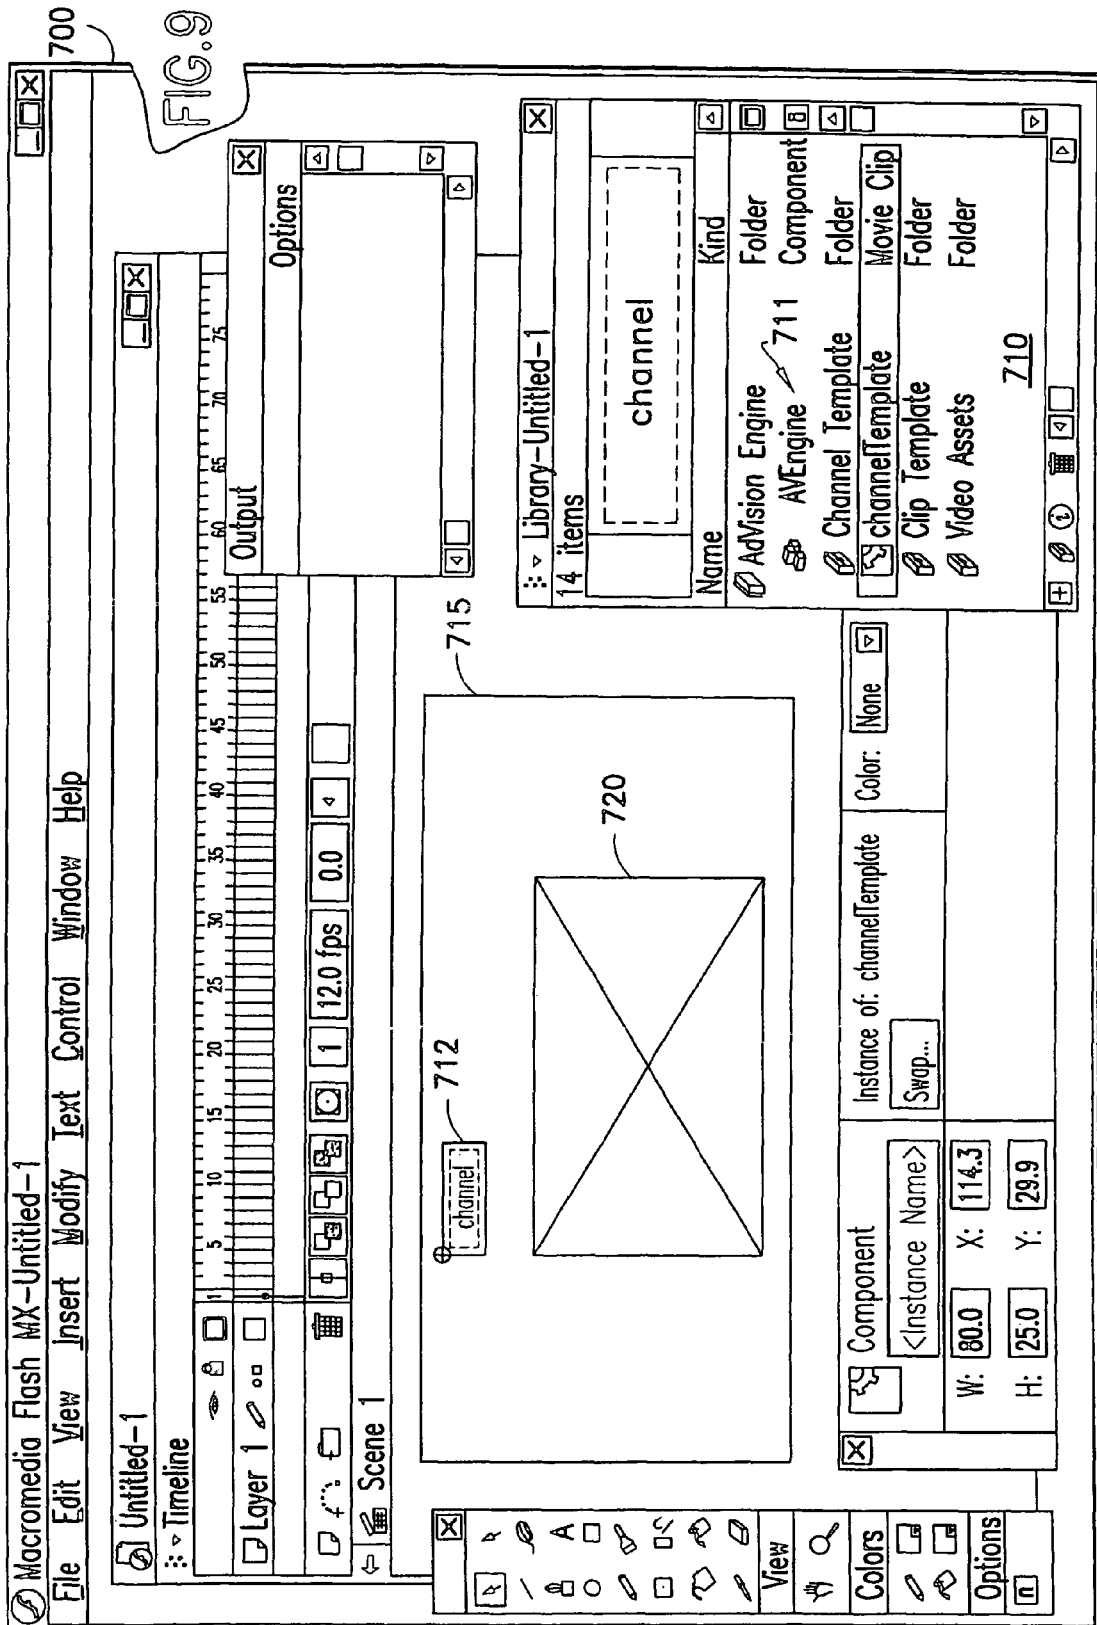 Macromedia Flash MX-Untitled-1
File Edit View Insert Modify Text Control Window Help
700
FIG.9
Untitled-1
Timeline
1 5 10 15 20 25 30 35 40 45 50 55 60 65 70 75
Layer 1
1 12.0 fps 0.0
Scene 1
Output
Options
View
Colors
Options
n
712
channel
720
715
Library-Untitled-1
14 items
channel
Name Kind
AdVision Engine Folder
AVEngine 711 Component
Channel Template Folder
channelTemplate Movie Clip
Clip Template Folder
Video Assets Folder
710
Component
<Instance Name>
Instance of: channelTemplate
Swap...
Color: None
W: 80.0 X: 114.3
H: 25.0 Y: 29.9